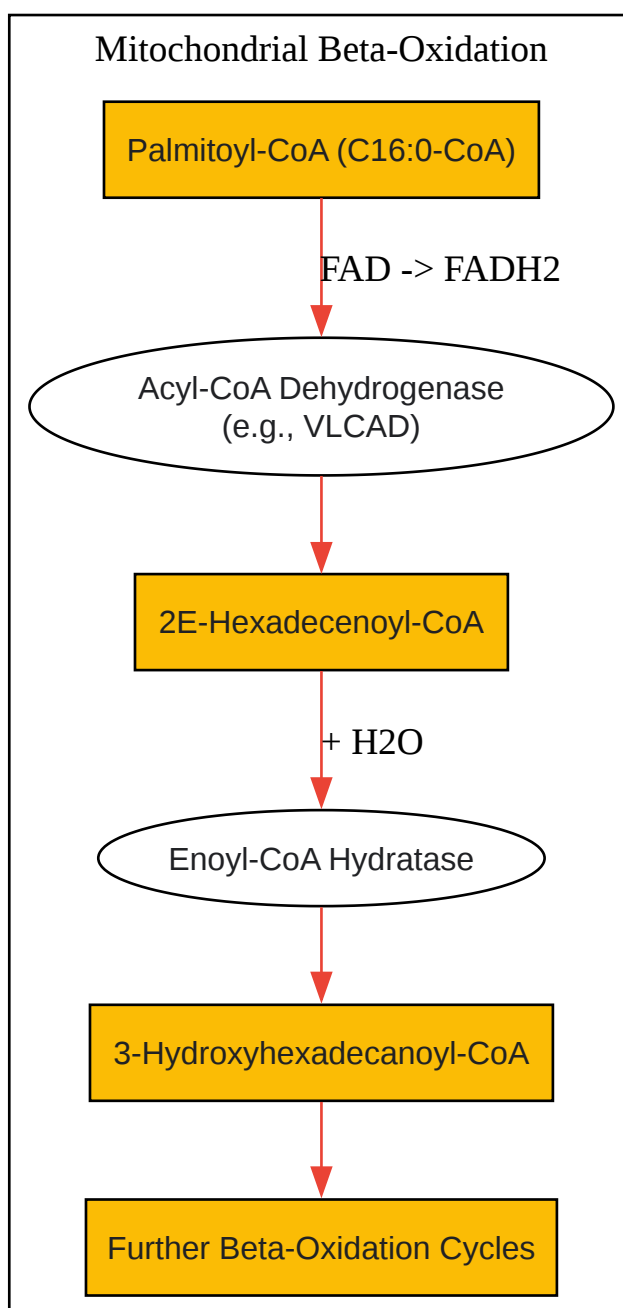 Mitochondrial Beta-Oxidation
Palmitoyl-CoA (C16:0-CoA)
FAD -> FADH2
Acyl-CoA Dehydrogenase
(e.g., VLCAD)
2E-Hexadecenoyl-CoA
+ H2O
Enoyl-CoA Hydratase
3-Hydroxyhexadecanoyl-CoA
Further Beta-Oxidation Cycles